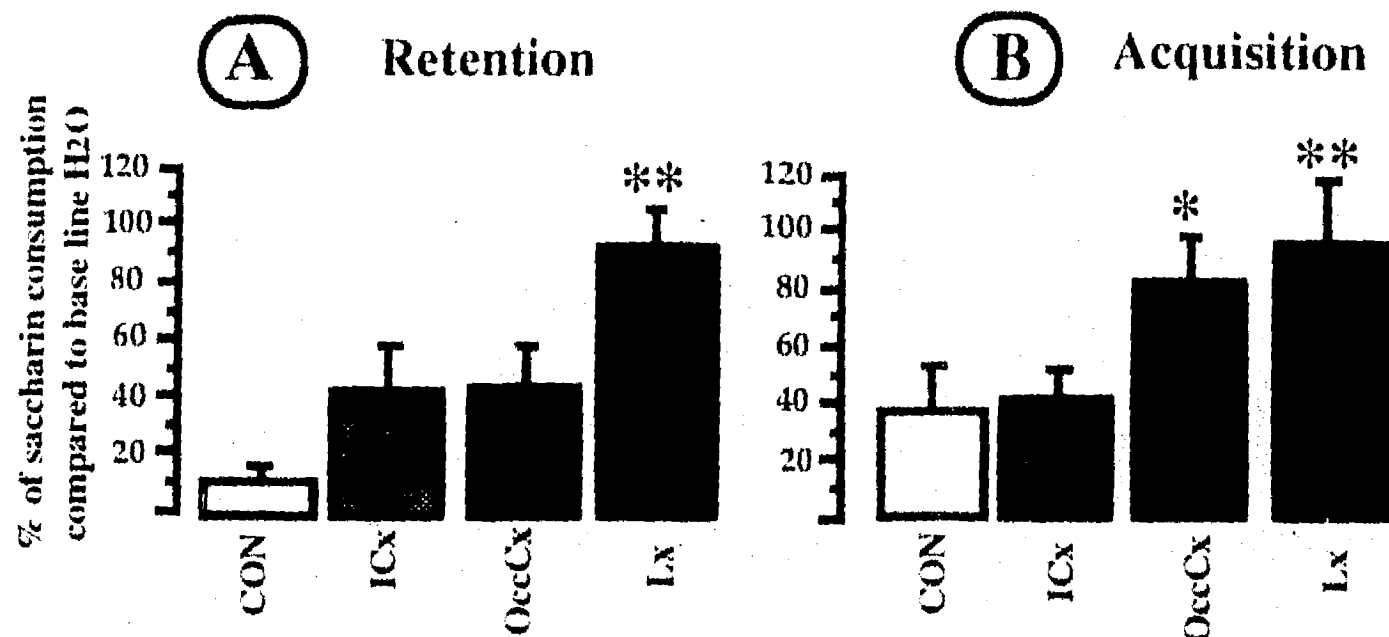 A Retention
B Acquisition
% of saccharin consumption
compared to base line H2O
120
100
80
60
40
20
**
CON
ICx
OccCx
Lx
120
100
80
60
40
20
*
**
CON
ICx
OccCx
Lx